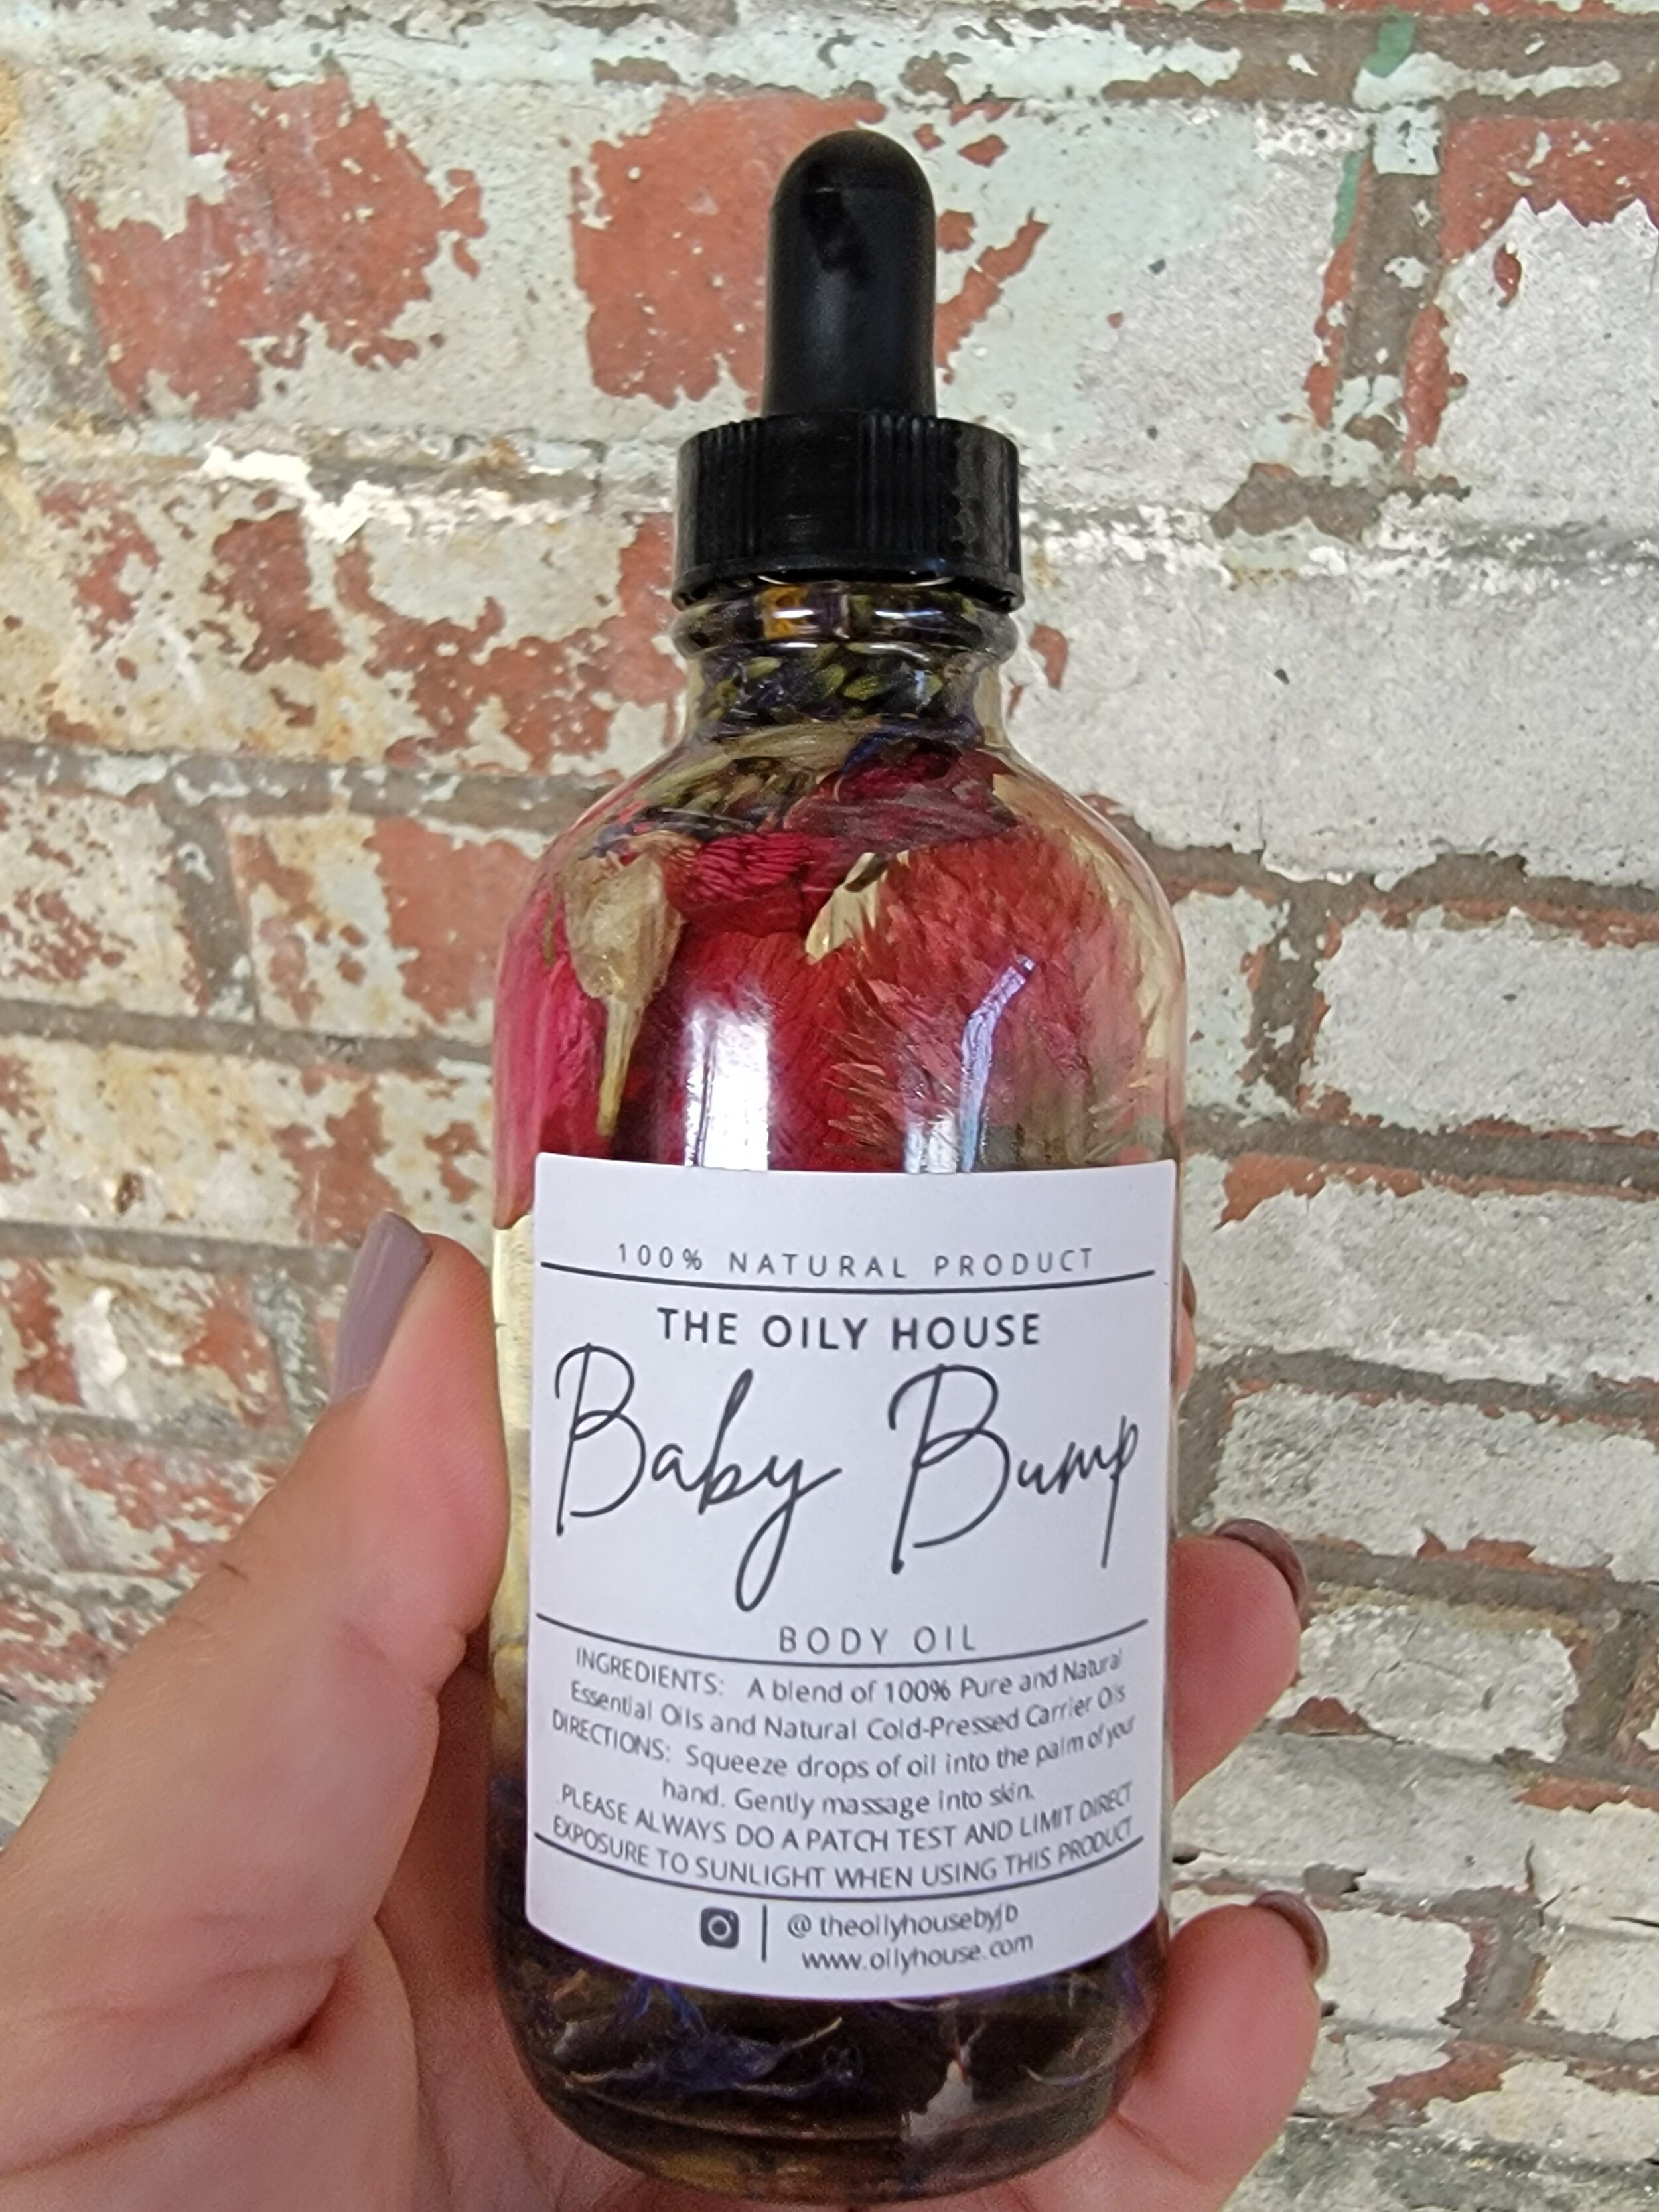 100% NATURAL PRODUCT
THE OILY HOUSE
Baby Bump
BODY OIL
INGREDIENTS: A blend of 100% Pure and Natural
Essential Oils and Natural Cold-Pressed Carrier Oils
DIRECTIONS: Squeeze drops of oil into the palm of your
hand. Gently massage into skin.
PLEASE ALWAYS DO A PATCH TEST AND LIMIT DIRECT
EXPOSURE TO SUNLIGHT WHEN USING THIS PRODUCT
@ theoilyhousebyjb
www.oilyhouse.com